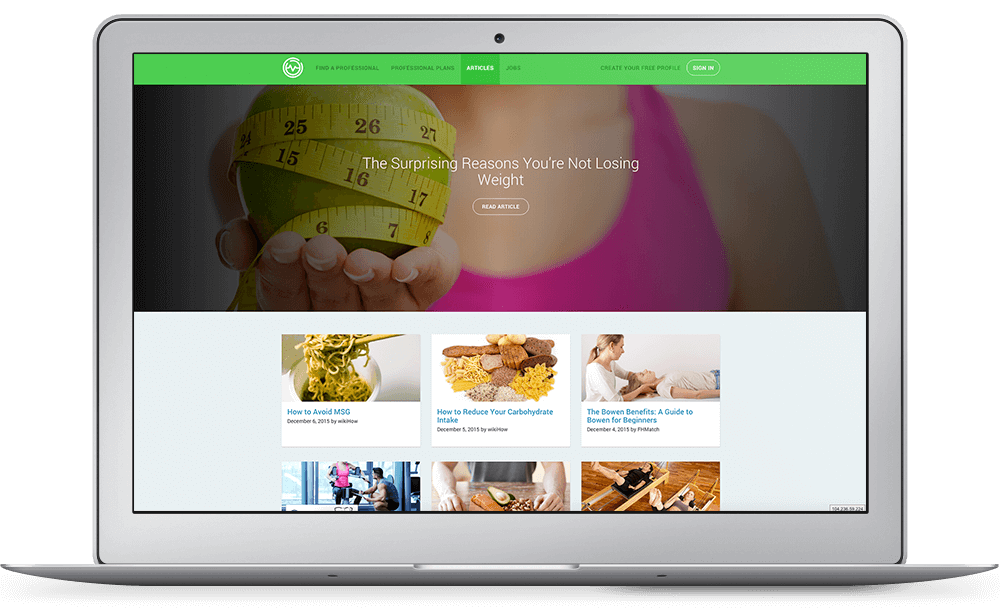 FIND A PROFESSIONAL PROFESSIONAL PLANS ARTICLES JOBS CREATE YOUR FREE PROFILE SIGN IN
24 25 26 27
15 16 17
6 7 8
The Surprising Reasons You're Not Losing
Weight
READ ARTICLE
How to Avoid MSG
December 6, 2015 by wikiHow
How to Reduce Your Carbohydrate
Intake
December 5, 2015 by wikiHow
The Bowen Benefits: A Guide to
Bowen for Beginners
December 4, 2015 by FHMatch
104.236.59.224